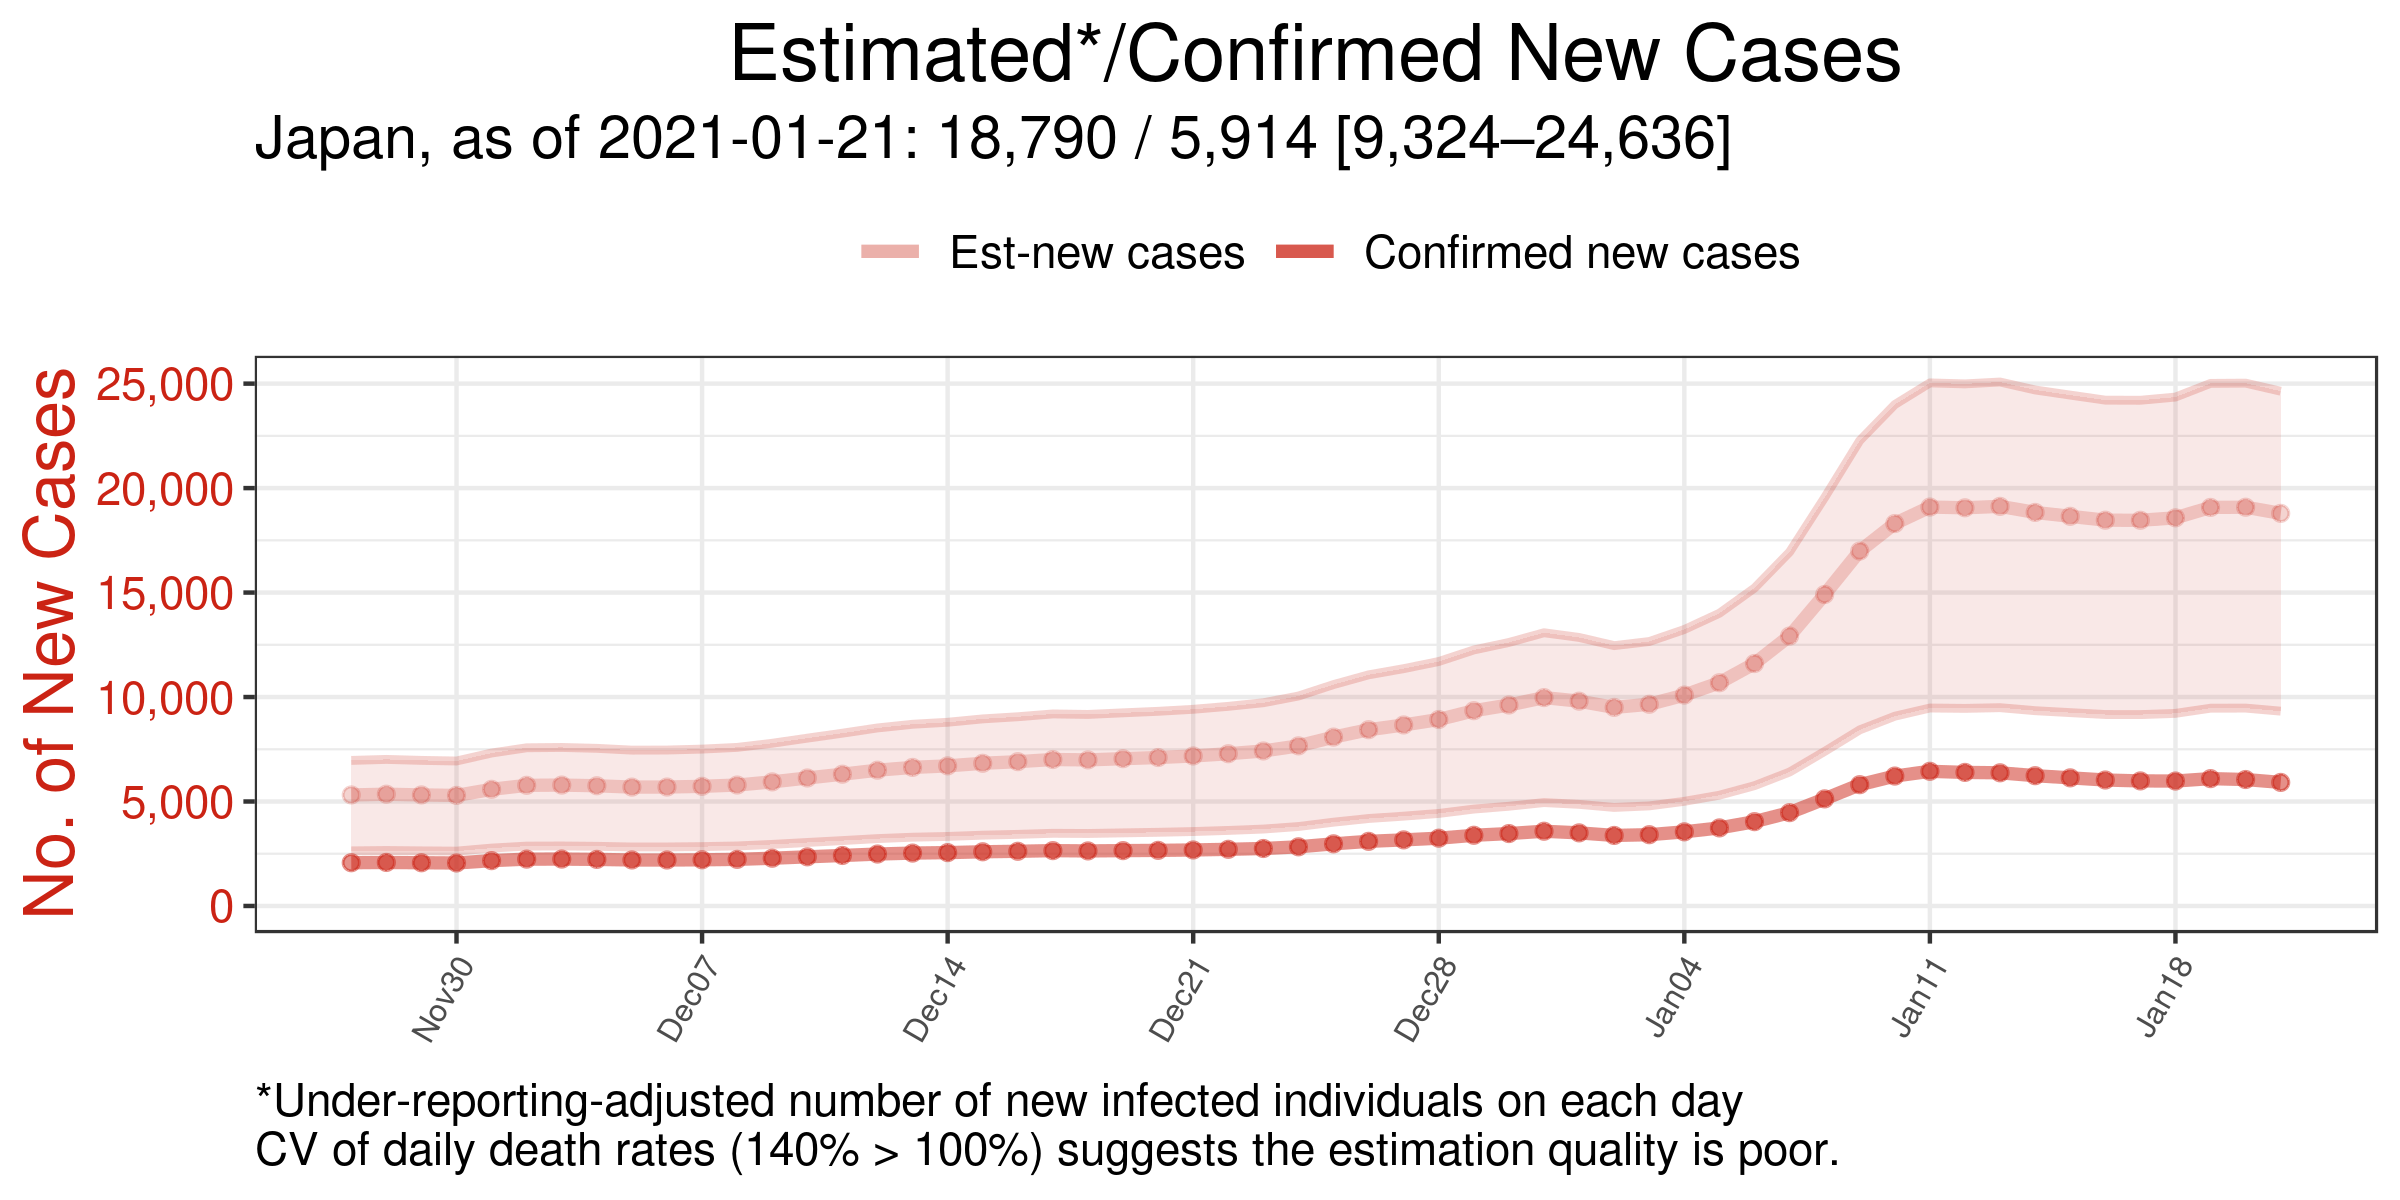 Estimated*/Confirmed New Cases
Japan, as of 2021-01-21: 18,790 / 5,914 [9,324–24,636]
Est-new cases
Confirmed new cases
No. of New Cases
25,000
20,000
15,000
10,000
5,000
0
Nov30
Dec07
Dec14
Dec21
Dec28
Jan04
Jan11
Jan18
*Under-reporting-adjusted number of new infected individuals on each day
CV of daily death rates (140% > 100%) suggests the estimation quality is poor.